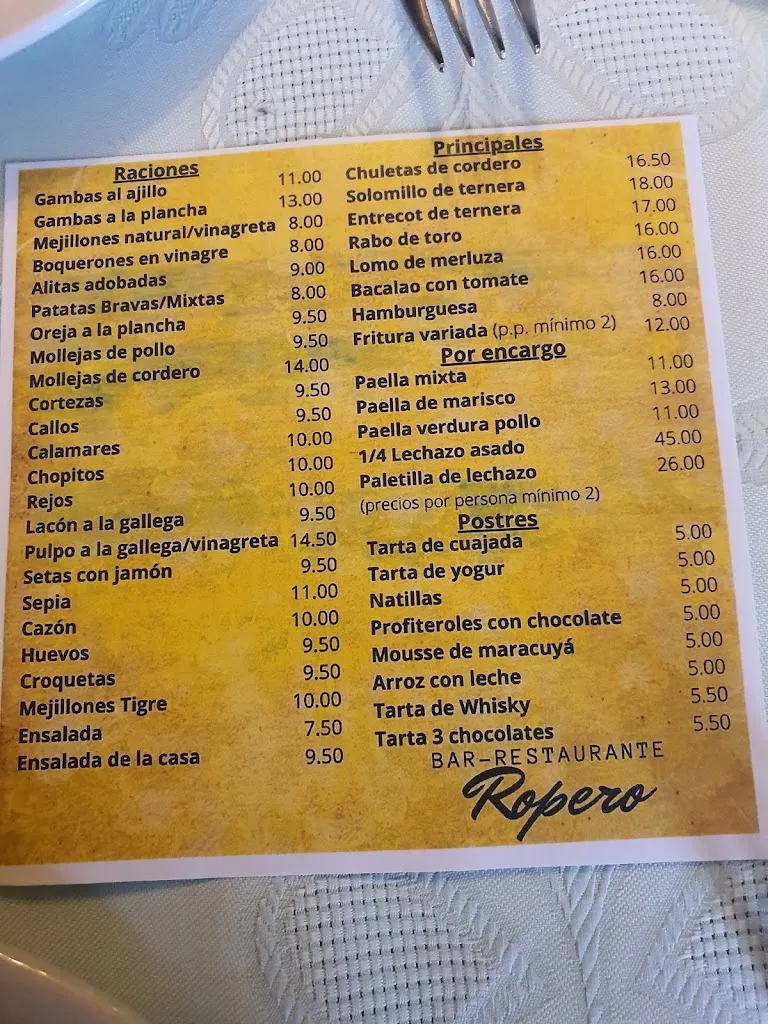 Raciones
Gambas al ajillo 11.00
Gambas a la plancha 13.00
Mejillones natural/vinagreta 8.00
Boquerones en vinagre 8.00
Alitas adobadas 9.00
Patatas Bravas/Mixtas 8.00
Oreja a la plancha 9.50
Mollejas de pollo 9.50
Mollejas de cordero 14.00
Cortezas 9.50
Callos 9.50
Calamares 10.00
Chopitos 10.00
Rejos 10.00
Lacón a la gallega 9.50
Pulpo a la gallega/vinagreta 14.50
Setas con jamón 9.50
Sepia 11.00
Cazón 10.00
Huevos 9.50
Croquetas 9.50
Mejillones Tigre 10.00
Ensalada 7.50
Ensalada de la casa 9.50
Principales
Chuletas de cordero 16.50
Solomillo de ternera 18.00
Entrecot de ternera 17.00
Rabo de toro 16.00
Lomo de merluza 16.00
Bacalao con tomate 16.00
Hamburguesa 8.00
Fritura variada (p.p. mínimo 2) 12.00
Por encargo
Paella mixta 11.00
Paella de marisco 13.00
Paella verdura pollo 11.00
1/4 Lechazo asado 45.00
Paletilla de lechazo 26.00
(precios por persona mínimo 2)
Postres
Tarta de cuajada 5.00
Tarta de yogur 5.00
Natillas 5.00
Profiteroles con chocolate 5.00
Mousse de maracuyá 5.00
Arroz con leche 5.00
Tarta de Whisky 5.50
Tarta 3 chocolates 5.50
BAR-RESTAURANTE
Ropero